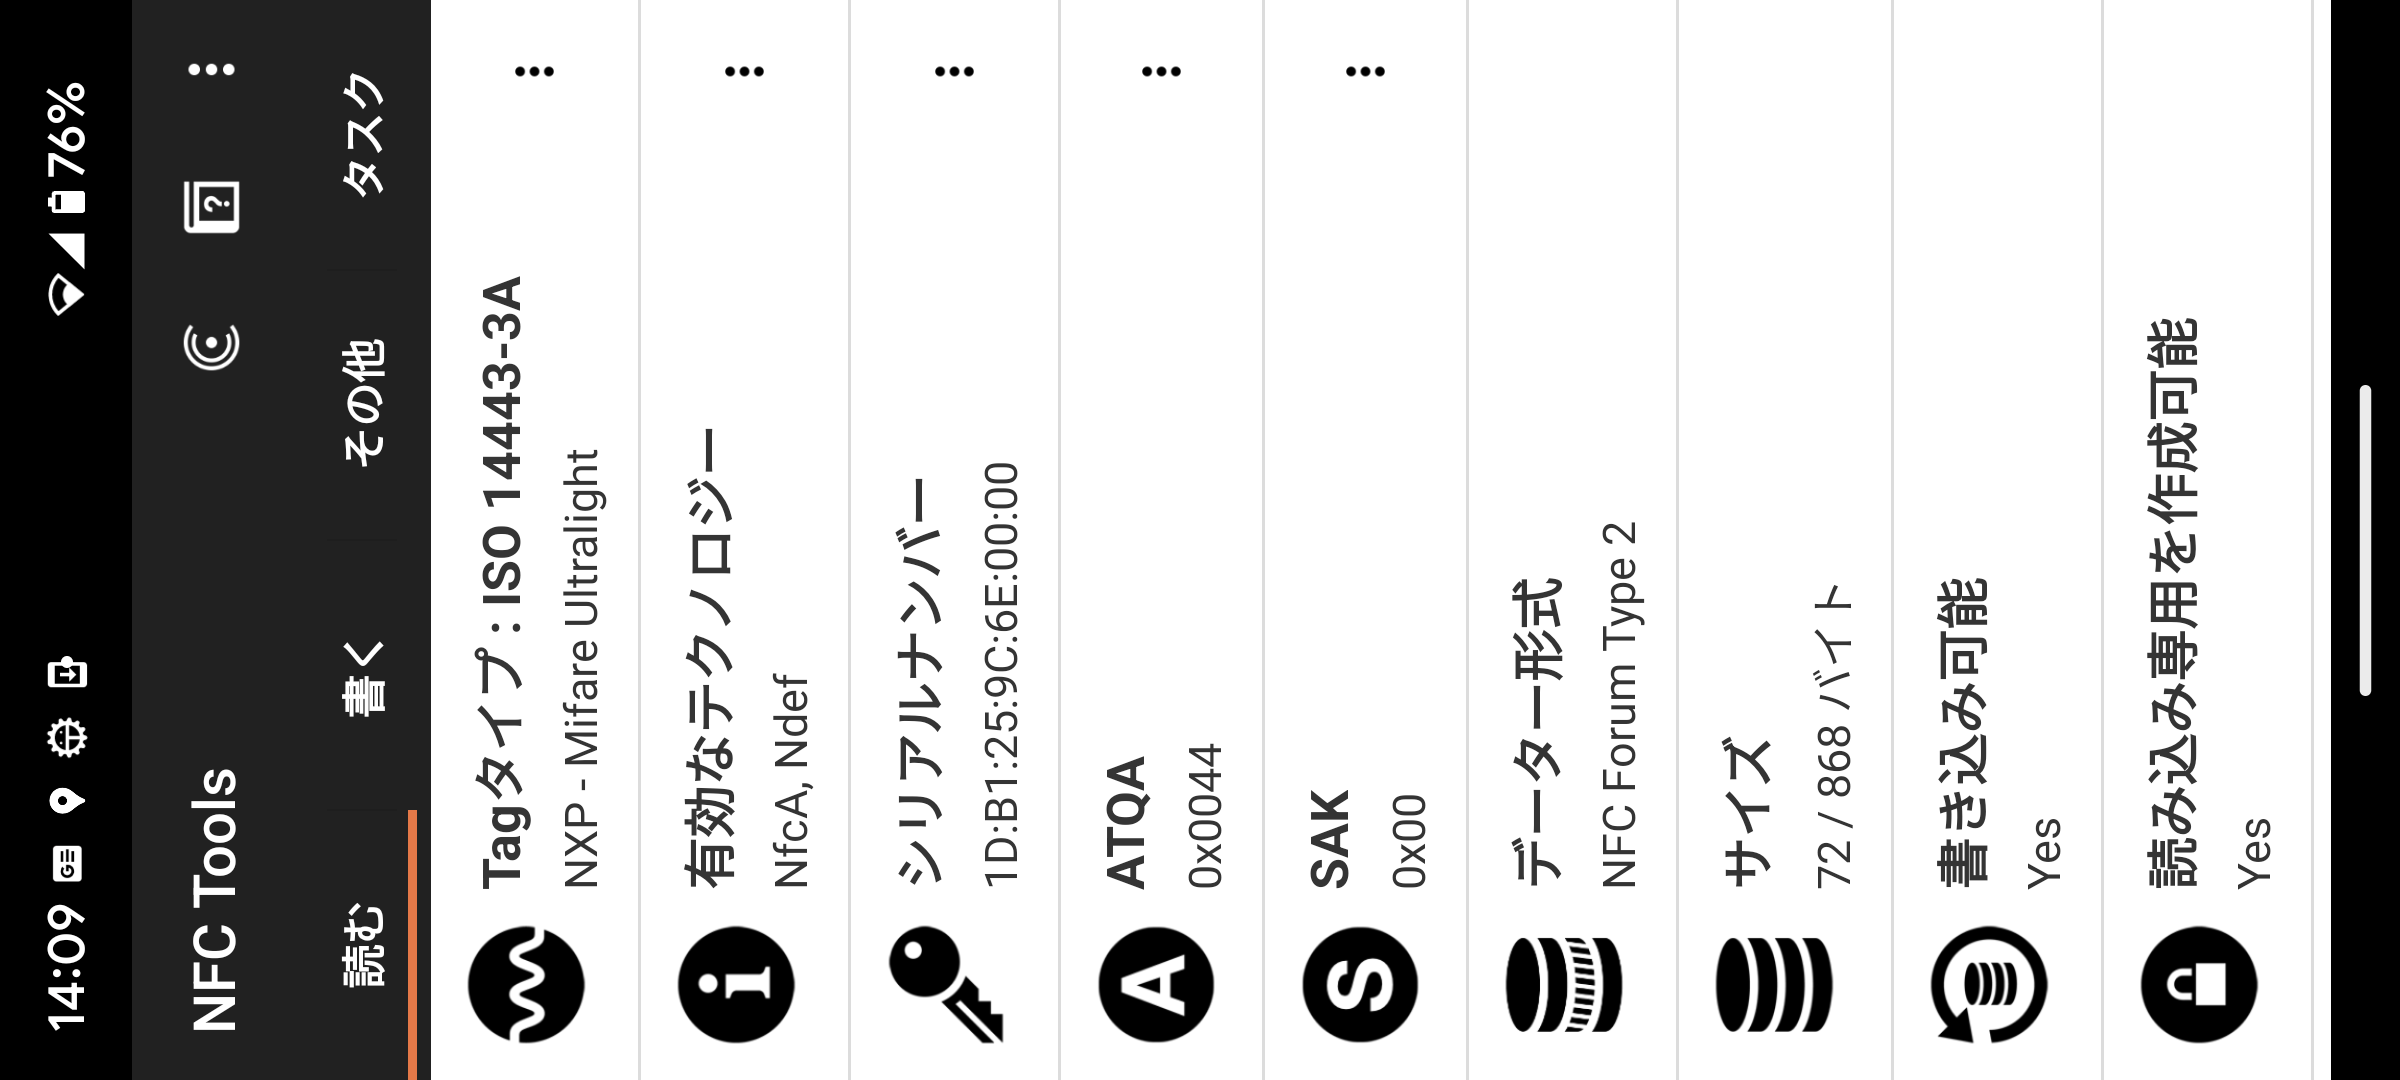 14:09
76%
NFC Tools
読む
書く
その他
タスク
Tagタイプ : ISO 14443-3A
NXP - Mifare Ultralight
有効なテクノロジー
NfcA, Ndef
シリアルナンバー
1D:B1:25:9C:6E:00:00
ATQA
0x0044
SAK
0x00
データー形式
NFC Forum Type 2
サイズ
72 / 868 バイト
書き込み可能
Yes
読み込み専用を作成可能
Yes